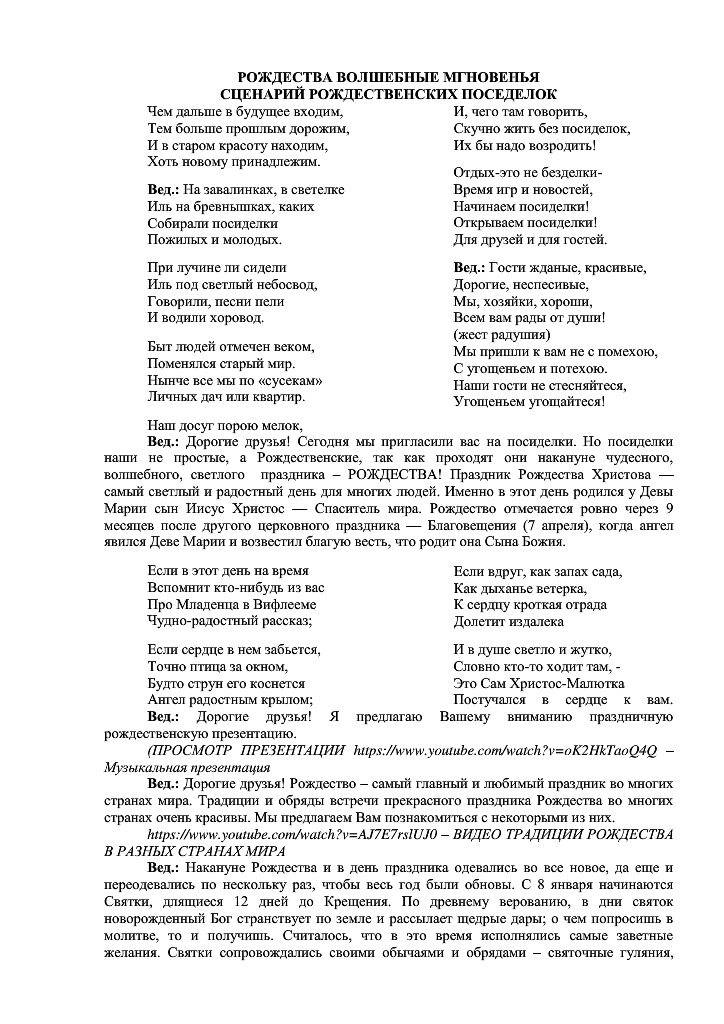 РОЖДЕСТВА ВОЛШЕБНЫЕ МГНОВЕНЬЯ
СЦЕНАРИЙ РОЖДЕСТВЕНСКИХ ПОСЕДЕЛОК
Чем дальше в будущее входим,
Тем больше прошлым дорожим,
И в старом красоту находим,
Хоть новому принадлежим.
Вед.: На завалинках, в светелке
Иль на бревнышках, каких
Собирали посиделки
Пожилых и молодых.
При лучине ли сидели
Иль под светлый небосвод,
Говорили, песни пели
И водили хоровод.
Быт людей отмечен веком,
Поменялся старый мир.
Нынче все мы по «сусекам»
Личных дач или квартир.
Наш досуг порою мелок,
И, чего там говорить,
Скучно жить без посиделок,
Их бы надо возродить!
Отдых-это не безделки-
Время игр и новостей,
Начинаем посиделки!
Открываем посиделки!
Для друзей и для гостей.
Вед.: Гости жданые, красивые,
Дорогие, неспесивые,
Мы, хозяйки, хороши,
Всем вам рады от души!
(жест радушия)
Мы пришли к вам не с помехою,
С угощеньем и потехою.
Наши гости не стесняйтеся,
Угощеньем угощайтеся!
Вед.: Дорогие друзья! Сегодня мы пригласили вас на посиделки. Но посиделки
наши не простые, а Рождественские, так как проходят они накануне чудесного,
волшебного, светлого праздника – РОЖДЕСТВА! Праздник Рождества Христова —
самый светлый и радостный день для многих людей. Именно в этот день родился у Девы
Марии сын Иисус Христос — Спаситель мира. Рождество отмечается ровно через 9
месяцев после другого церковного праздника — Благовещения (7 апреля), когда ангел
явился Деве Марии и возвестил благую весть, что родит она Сына Божия.
Если в этот день на время
Вспомнит кто-нибудь из вас
Про Младенца в Вифлееме
Чудно-радостный рассказ;
Если сердце в нем забьется,
Точно птица за окном,
Будто струн его коснется
Ангел радостным крылом;
Если вдруг, как запах сада,
Как дыханье ветерка,
К сердцу кроткая отрада
Долетит издалека
И в душе светло и жутко,
Словно кто-то ходит там, -
Это Сам Христос-Малютка
Постучался в сердце к вам.
Вед.: Дорогие друзья! Я предлагаю Вашему вниманию праздничную
рождественскую презентацию.
(ПРОСМОТР ПРЕЗЕНТАЦИИ https://www.youtube.com/watch?v=oK2HkTaoQ4Q –
Музыкальная презентация
Вед.: Дорогие друзья! Рождество – самый главный и любимый праздник во многих
странах мира. Традиции и обряды встречи прекрасного праздника Рождества во многих
странах очень красивы. Мы предлагаем Вам познакомиться с некоторыми из них.
https://www.youtube.com/watch?v=AJ7E7rslUJ0 – ВИДЕО ТРАДИЦИИ РОЖДЕСТВА
В РАЗНЫХ СТРАНАХ МИРА
Вед.: Накануне Рождества и в день праздника одевались во все новое, да еще и
переодевались по нескольку раз, чтобы весь год были обновы. С 8 января начинаются
Святки, длящиеся 12 дней до Крещения. По древнему верованию, в дни святок
новорожденный Бог странствует по земле и рассылает щедрые дары; о чем попросишь в
молитве, то и получишь. Считалось, что в это время исполнялись самые заветные
желания. Святки сопровождались своими обычаями и обрядами – святочные гуляния,